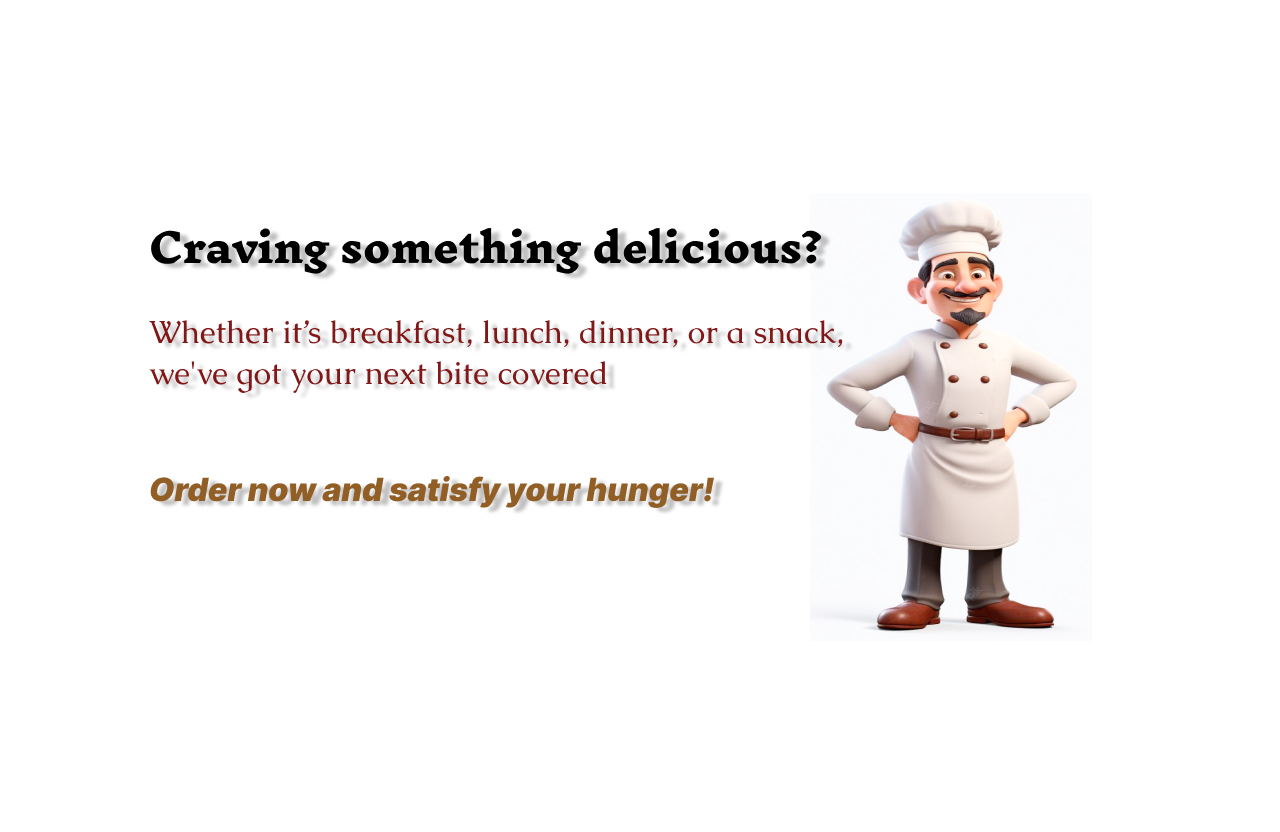 Craving something delicious?
Whether it’s breakfast, lunch, dinner, or a snack,
we've got your next bite covered
Order now and satisfy your hunger!